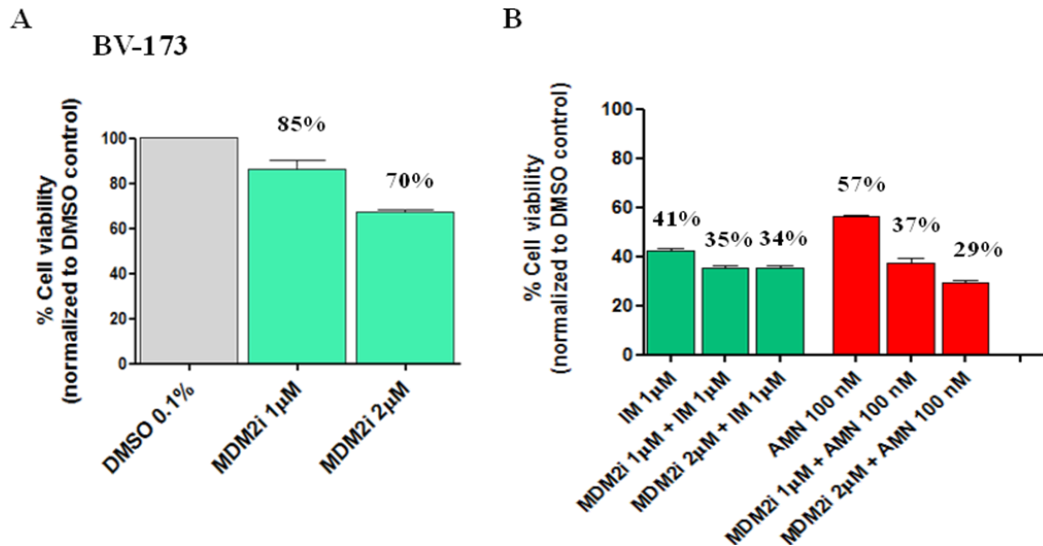 A
BV-173
% Cell viability
(normalized to DMSO control)
100
80
60
40
20
0
85%
70%
DMSO 0.1%
MDM2i 1µM
MDM2i 2µM
B
% Cell viability
(normalized to DMSO control)
100
80
60
40
20
0
41%
35%
34%
57%
37%
29%
IM 1µM
MDM2i 1µM + IM 1µM
MDM2i 2µM + IM 1µM
AMN 100 nM
MDM2i 1µM + AMN 100 nM
MDM2i 2µM + AMN 100 nM